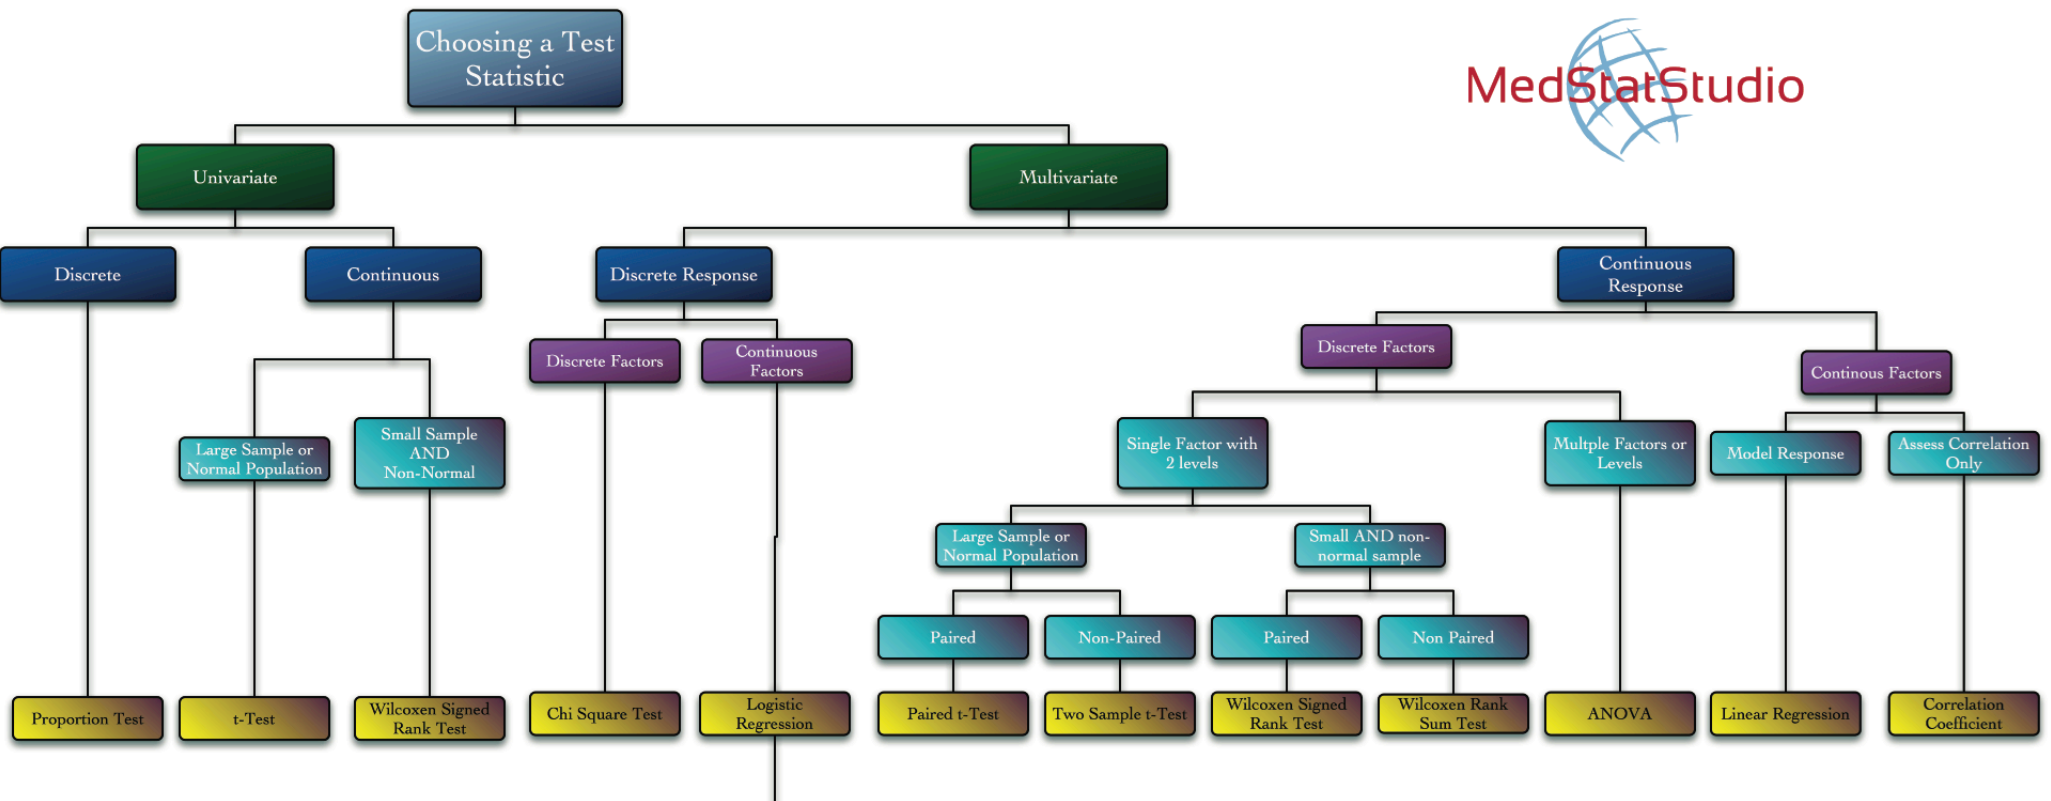 Choosing a Test
Statistic
MedStatStudio
Univariate
Multivariate
Discrete
Continuous
Discrete Response
Continuous
Response
Discrete Factors
Continuous
Factors
Discrete Factors
Continous Factors
Large Sample or
Normal Population
Small Sample
AND
Non-Normal
Single Factor with
2 levels
Multple Factors or
Levels
Model Response
Assess Correlation
Only
Large Sample or
Normal Population
Small AND non-
normal sample
Paired
Non-Paired
Paired
Non Paired
Proportion Test
t-Test
Wilcoxen Signed
Rank Test
Chi Square Test
Logistic
Regression
Paired t-Test
Two Sample t-Test
Wilcoxen Signed
Rank Test
Wilcoxen Rank
Sum Test
ANOVA
Linear Regression
Correlation
Coefficient